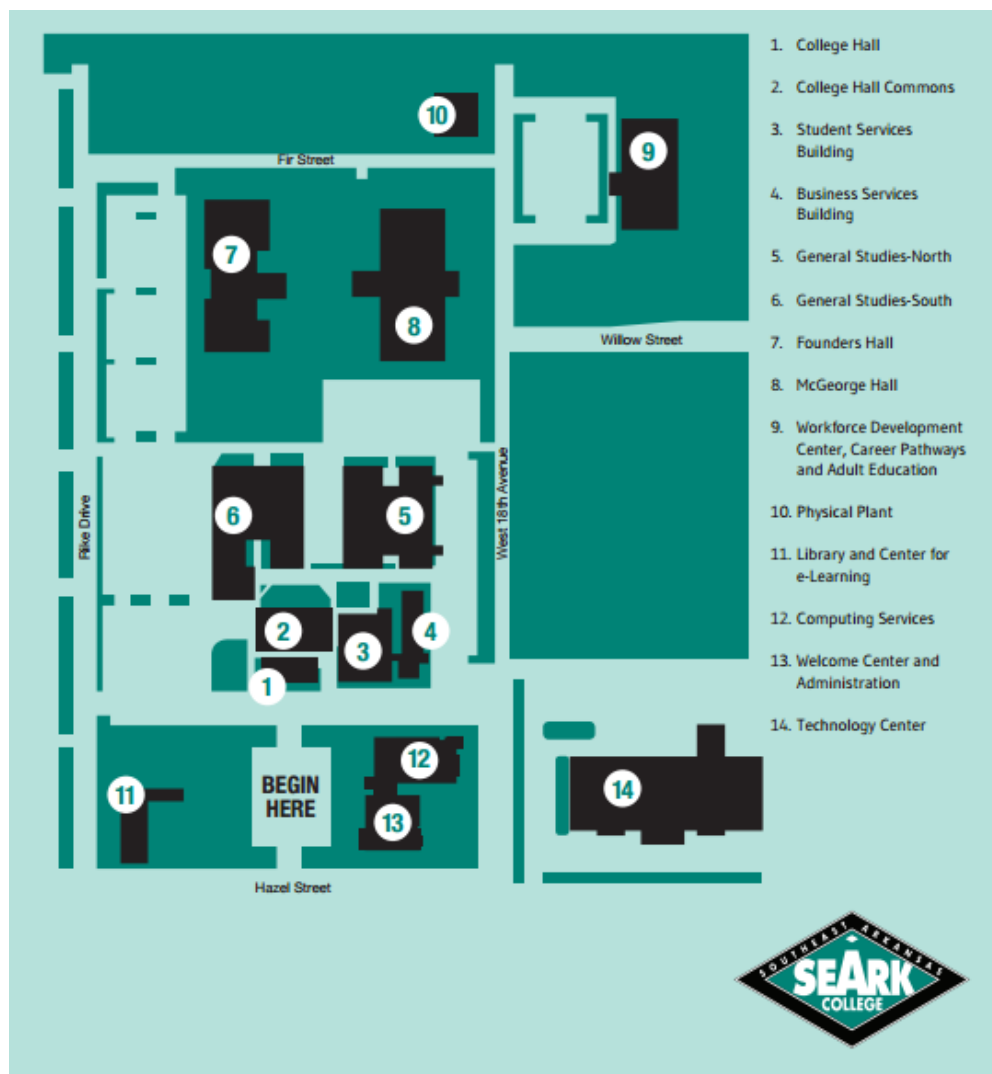 10
Fir Street
9
7
8
Willow Street
Rike Drive
West 18th Avenue
6
5
2
3
4
1
12
11
BEGIN
HERE
13
14
Hazel Street
1. College Hall
2. College Hall Commons
3. Student Services
Building
4. Business Services
Building
5. General Studies-North
6. General Studies-South
7. Founders Hall
8. McGeorge Hall
9. Workforce Development
Center, Career Pathways
and Adult Education
10. Physical Plant
11. Library and Center for
e-Learning
12. Computing Services
13. Welcome Center and
Administration
14. Technology Center
SOUTHEAST ARKANSAS
SEARK
COLLEGE